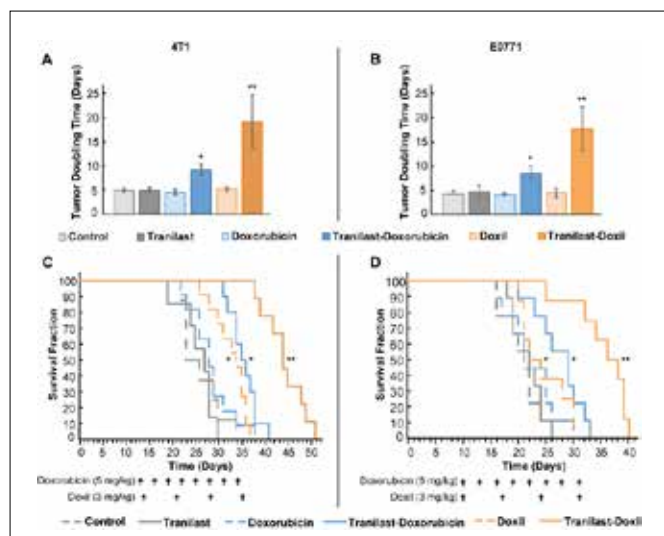 4T1
E0771
A
B
Tumor Doubling Time (Days)
25
20
15
10
5
0
*
**
Tumor Doubling Time (Days)
25
20
15
10
5
0
*
**
Control Tranilast Doxorubicin Tranilast-Doxorubicin Doxil Tranilast-Doxil
C
D
Survival Fraction
100
90
80
70
60
50
40
30
20
10
* * **
0 5 10 15 20 25 30 35 40 45 50
Time (Days)
Survival Fraction
100
90
80
70
60
50
40
30
20
10
* * **
0 5 10 15 20 25 30 35 40
Time (Days)
Doxorubicin (5 mg/kg)
Doxil (3 mg/kg)
Doxorubicin (5 mg/kg)
Doxil (3 mg/kg)
Control Tranilast Doxorubicin Tranilast-Doxorubicin Doxil Tranilast-Doxil